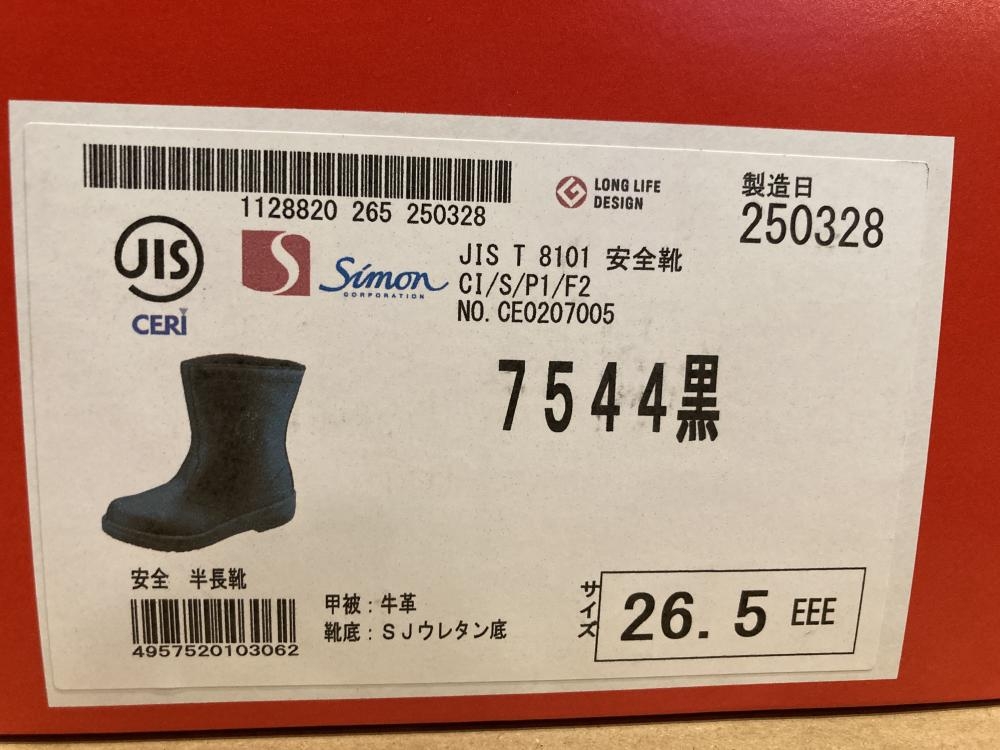 1128820 265 250328
LONG LIFE
DESIGN
製造日
250328
JIS
CERI
S
Simon
CORPORATION
JIS T 8101 安全靴
CI/S/P1/F2
NO. CE0207005
7544黒
安全 半長靴
4957520103062
甲被：牛革
靴底：SJウレタン底
サイズ
26.5 EEE